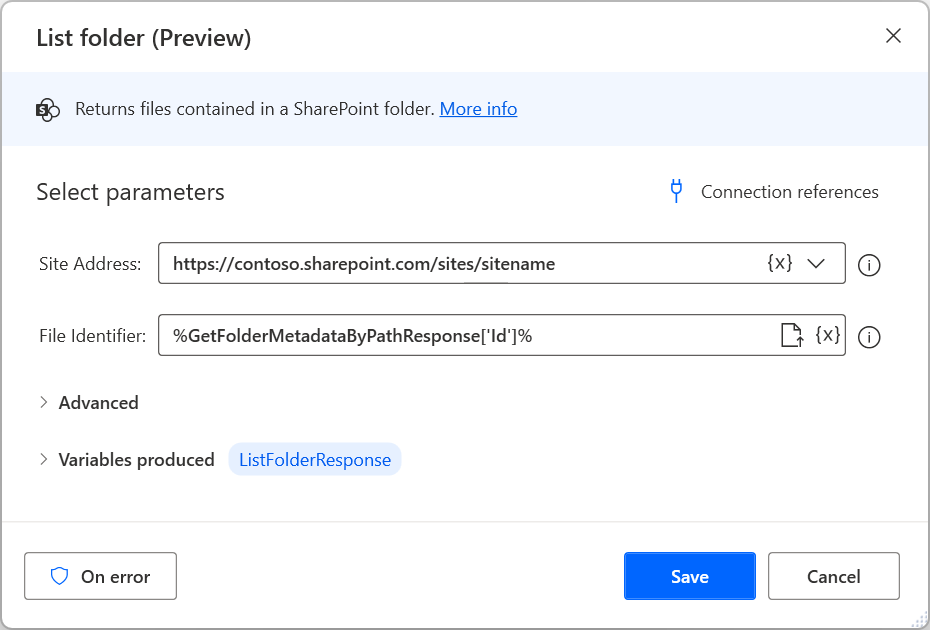 List folder (Preview)
Returns files contained in a SharePoint folder. More info
Select parameters
Connection references
Site Address: https://contoso.sharepoint.com/sites/sitename {x}
File Identifier: %GetFolderMetadataByPathResponse['Id']% {x}
Advanced
Variables produced ListFolderResponse
On error
Save
Cancel